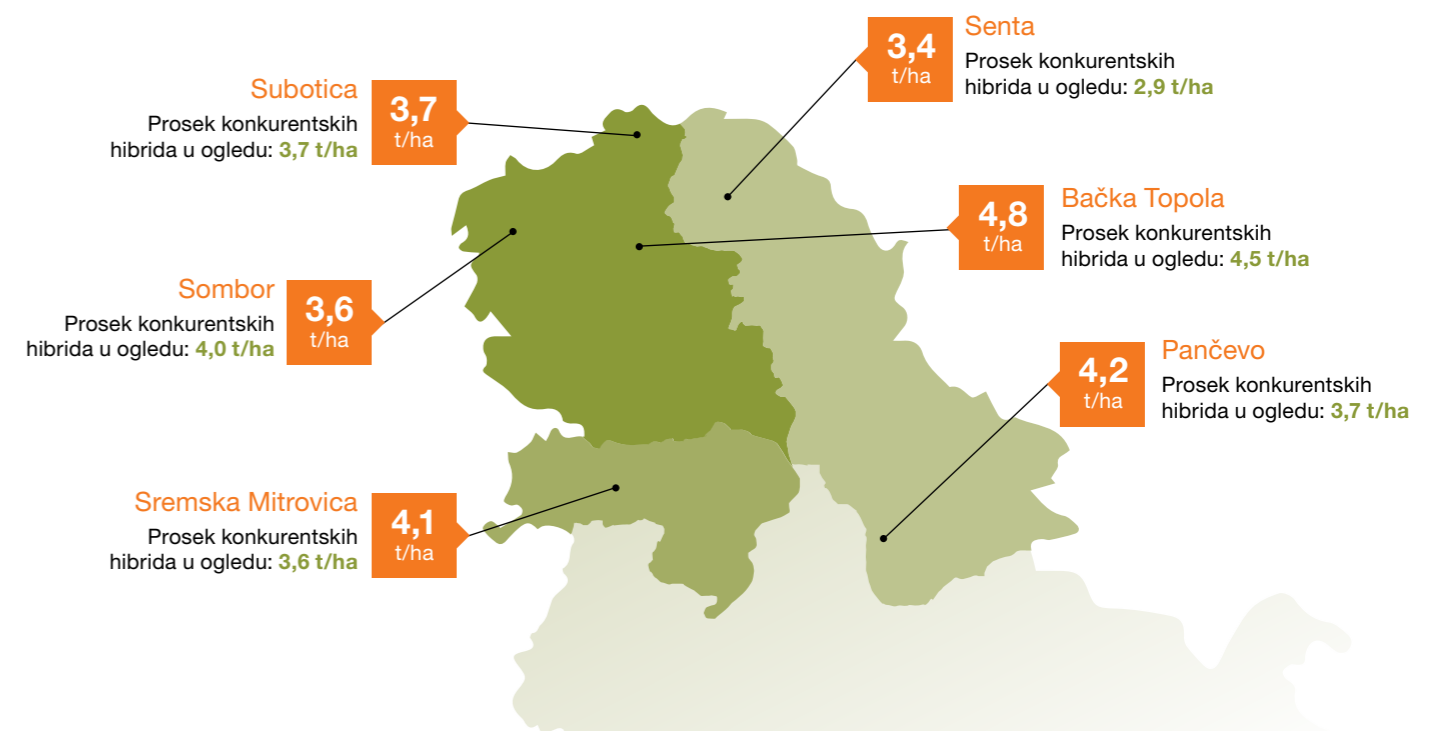 Senta
3,4
t/ha
Prosek konkurentskih
hibrida u ogledu: 2,9 t/ha
Subotica
Prosek konkurentskih
hibrida u ogledu: 3,7 t/ha
3,7
t/ha
4,8
t/ha
Bačka Topola
Prosek konkurentskih
hibrida u ogledu: 4,5 t/ha
Sombor
Prosek konkurentskih
hibrida u ogledu: 4,0 t/ha
3,6
t/ha
4,2
t/ha
Pančevo
Prosek konkurentskih
hibrida u ogledu: 3,7 t/ha
Sremska Mitrovica
Prosek konkurentskih
hibrida u ogledu: 3,6 t/ha
4,1
t/ha